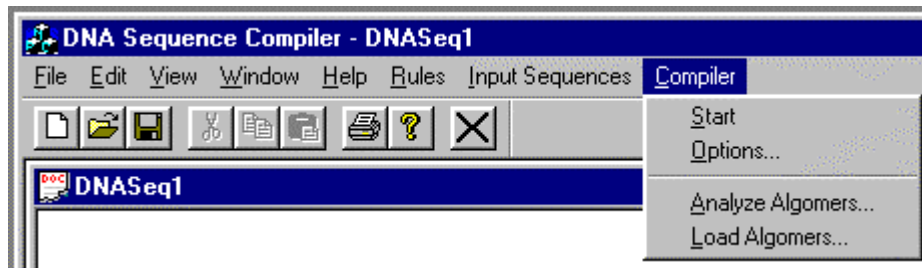 DNA Sequence Compiler - DNASeq1
File Edit View Window Help Rules Input Sequences Compiler
Start
Options...
DOC DNASeq1
Analyze Algomers...
Load Algomers...